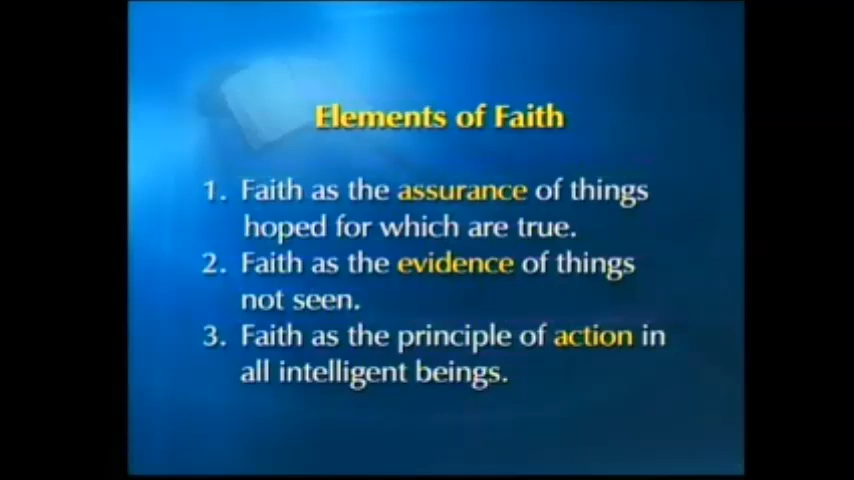 Elements of Faith
1. Faith as the assurance of things
hoped for which are true.
2. Faith as the evidence of things
not seen.
3. Faith as the principle of action in
all intelligent beings.